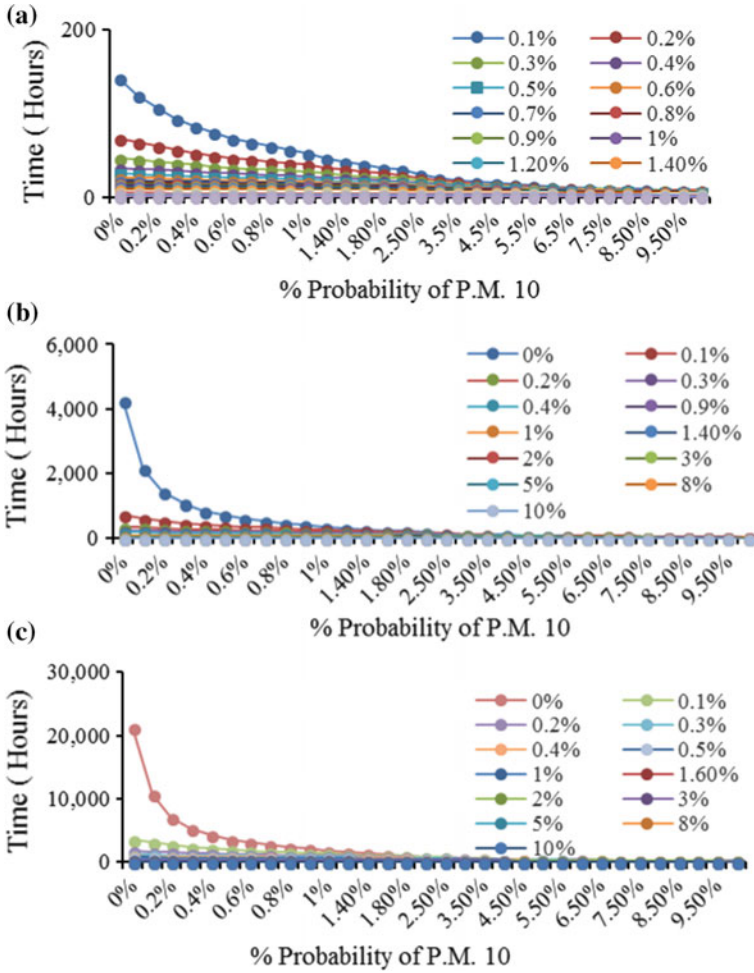 (a)
200
0
Time ( Hours)
0.1% 0.2%
0.3% 0.4%
0.5% 0.6%
0.7% 0.8%
0.9% 1%
1.20% 1.40%
0% 0.2% 0.4% 0.6% 0.8% 1% 1.40% 1.80% 2.50% 3.5% 4.5% 5.5% 6.5% 7.5% 8.50% 9.50%
% Probability of P.M. 10
(b)
6,000
4,000
2,000
0
Time ( Hours)
0% 0.1%
0.2% 0.3%
0.4% 0.9%
1% 1.40%
2% 3%
5% 8%
10%
0% 0.2% 0.4% 0.6% 0.8% 1% 1.40% 1.80% 2.50% 3.50% 4.50% 5.50% 6.50% 7.50% 8.50% 9.50%
% Probability of P.M. 10
(c)
30,000
20,000
10,000
0
Time ( Hours)
0% 0.1%
0.2% 0.3%
0.4% 0.5%
1% 1.60%
2% 3%
5% 8%
10%
0% 0.2% 0.4% 0.6% 0.8% 1% 1.40% 1.80% 2.50% 3.50% 4.50% 5.50% 6.50% 7.50% 8.50% 9.50%
% Probability of P.M. 10